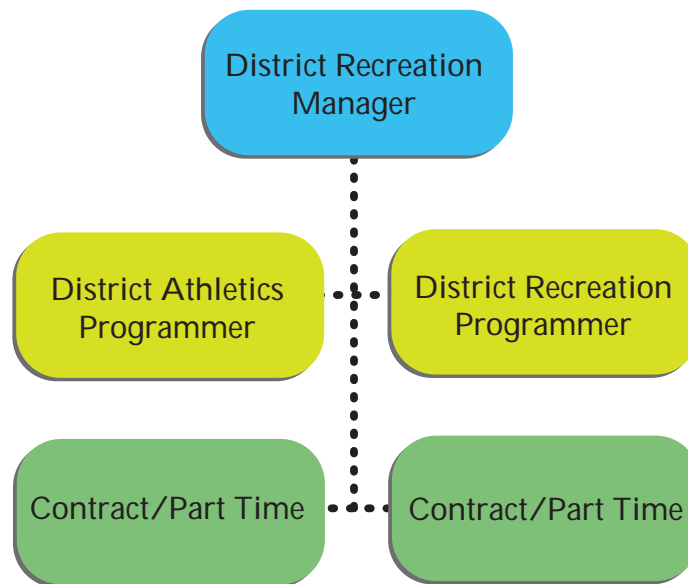 District Recreation
Manager
District Athletics
Programmer
District Recreation
Programmer
Contract/Part Time
Contract/Part Time